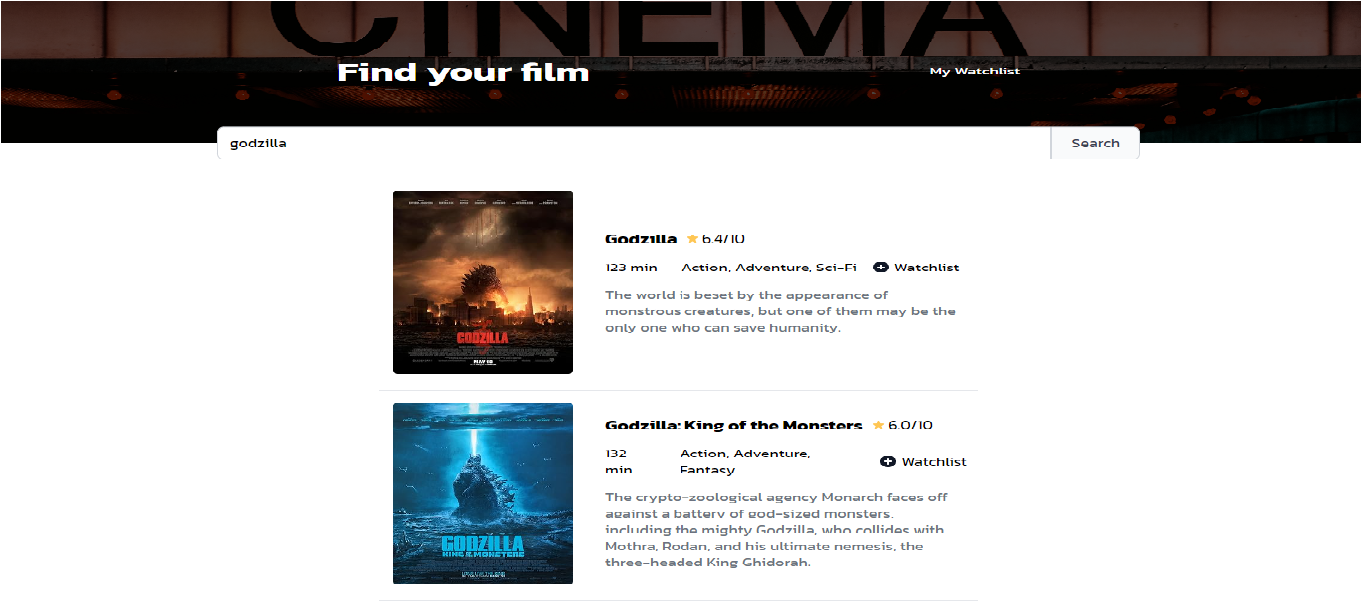 CINEMA
Find your film
My Watchlist
godzilla
Search
Godzilla 6.4/10
123 min Action, Adventure, Sci-Fi Watchlist
The world is beset by the appearance of
monstrous creatures, but one of them may be the
only one who can save humanity.
GODZILLA
Godzilla: King of the Monsters 6.0/10
132
min
Action, Adventure,
Fantasy
Watchlist
The crypto-zoological agency Monarch faces off
against a battery of god-sized monsters,
including the mighty Godzilla, who collides with
Mothra, Rodan, and his ultimate nemesis, the
three-headed King Ghidorah.
GODZILLA
KING OF THE MONSTERS